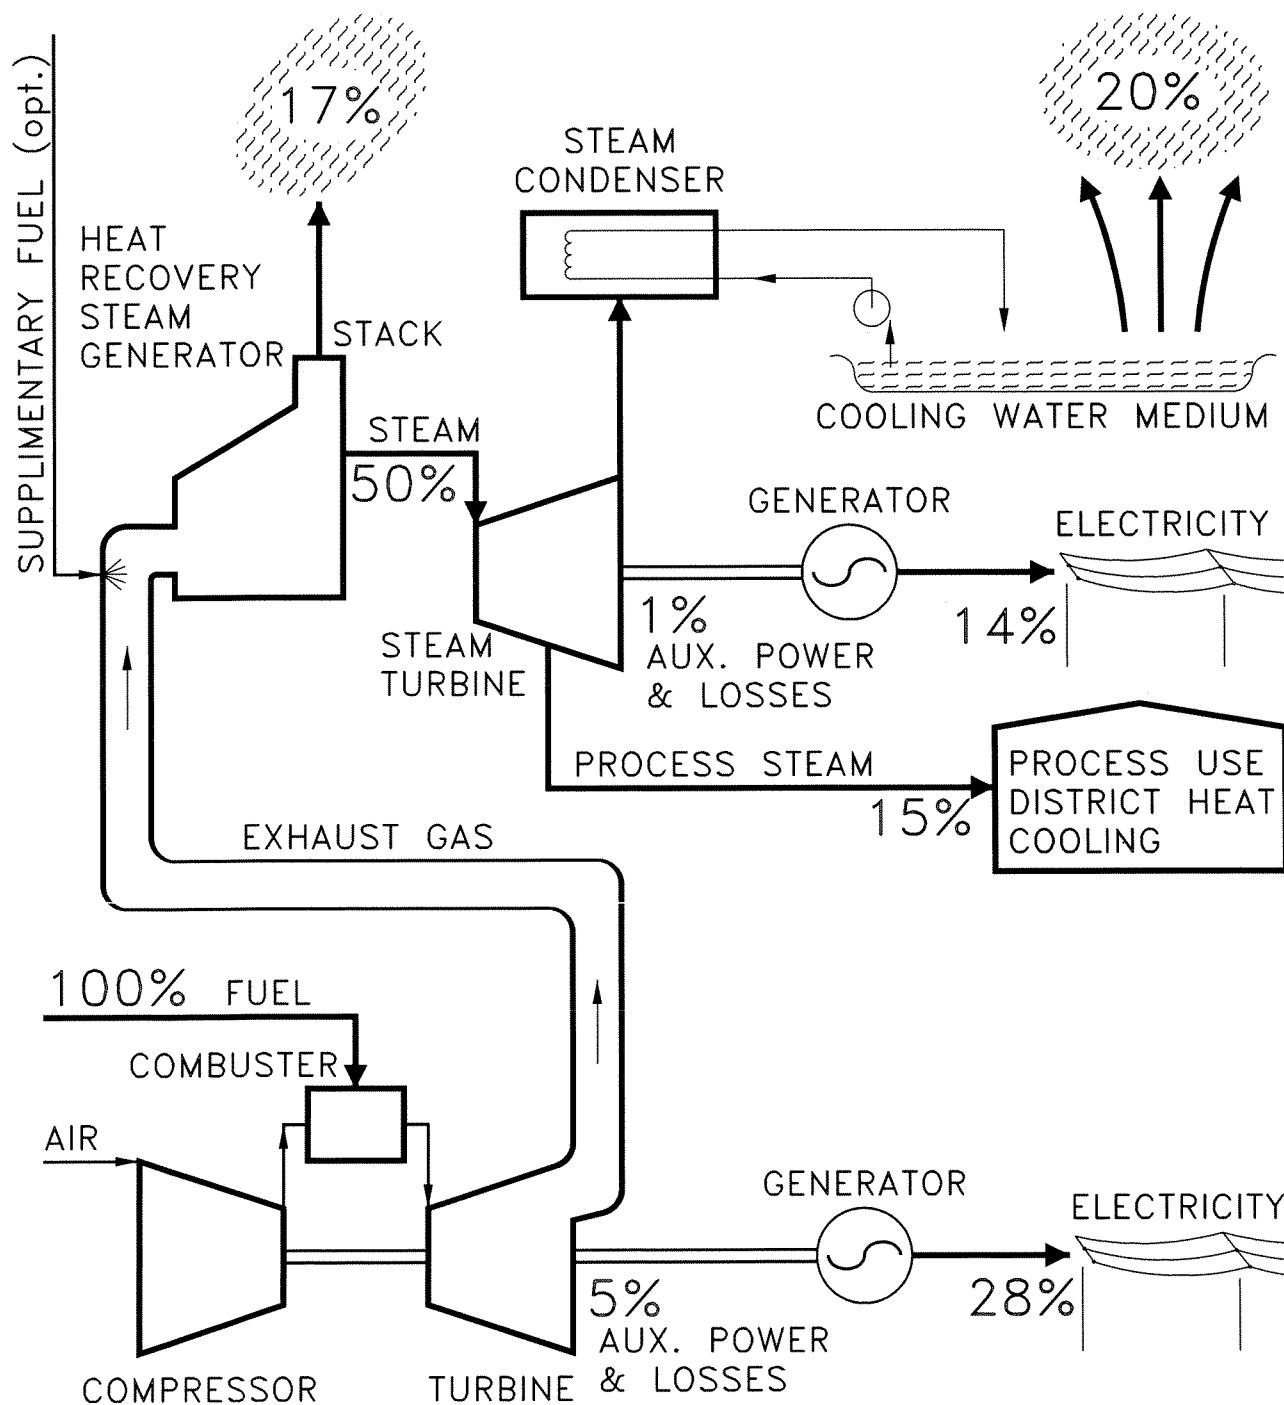 17%
20%
SUPPLIMENTARY FUEL (opt.)
STEAM
CONDENSER
HEAT
RECOVERY
STEAM
GENERATOR
STACK
COOLING WATER MEDIUM
STEAM
50%
GENERATOR
ELECTRICITY
1%
AUX. POWER
& LOSSES
14%
STEAM
TURBINE
PROCESS STEAM
15%
PROCESS USE
DISTRICT HEAT
COOLING
EXHAUST GAS
100% FUEL
COMBUSTER
AIR
GENERATOR
ELECTRICITY
5%
AUX. POWER
& LOSSES
28%
COMPRESSOR
TURBINE